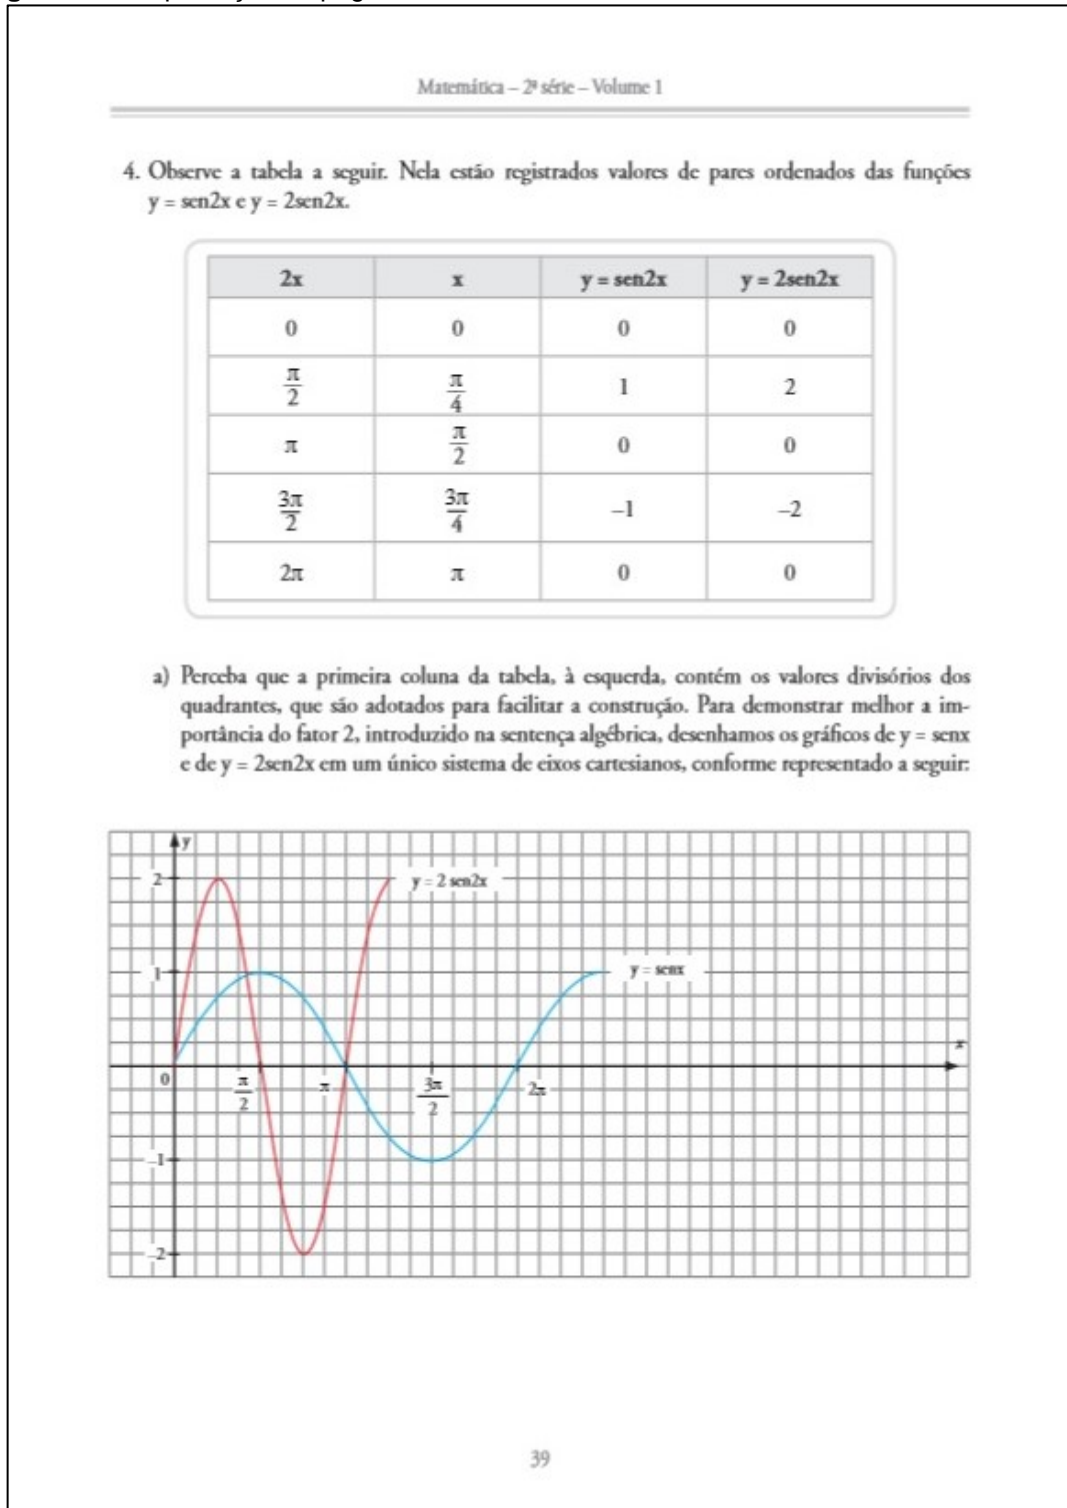 Matemática – 2ª série – Volume 1
4. Observe a tabela a seguir. Nela estão registrados valores de pares ordenados das funções
y = sen2x e y = 2sen2x.
2x x y = sen2x y = 2sen2x
0 0 0 0
π/2 π/4 1 2
π π/2 0 0
3π/2 3π/4 –1 –2
2π π 0 0
a) Perceba que a primeira coluna da tabela, à esquerda, contém os valores divisórios dos
quadrantes, que são adotados para facilitar a construção. Para demonstrar melhor a im-
portância do fator 2, introduzido na sentença algébrica, desenhamos os gráficos de y = senx
e de y = 2sen2x em um único sistema de eixos cartesianos, conforme representado a seguir:
y
2
y = 2 sen2x
1
y = senx
x
0 π/2 π 3π/2 2π
–1
–2
39